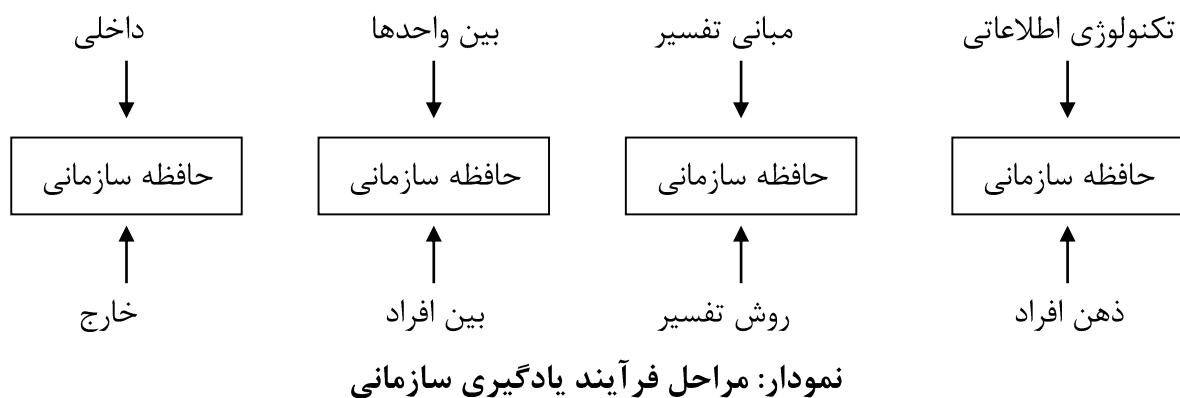 تکنولوژی اطلاعاتی
مبانی تفسیر
بین واحدها
داخلی
حافظه سازمانی
حافظه سازمانی
حافظه سازمانی
حافظه سازمانی
ذهن افراد
روش تفسیر
بین افراد
خارج
نمودار: مراحل فرآیند یادگیری سازمانی